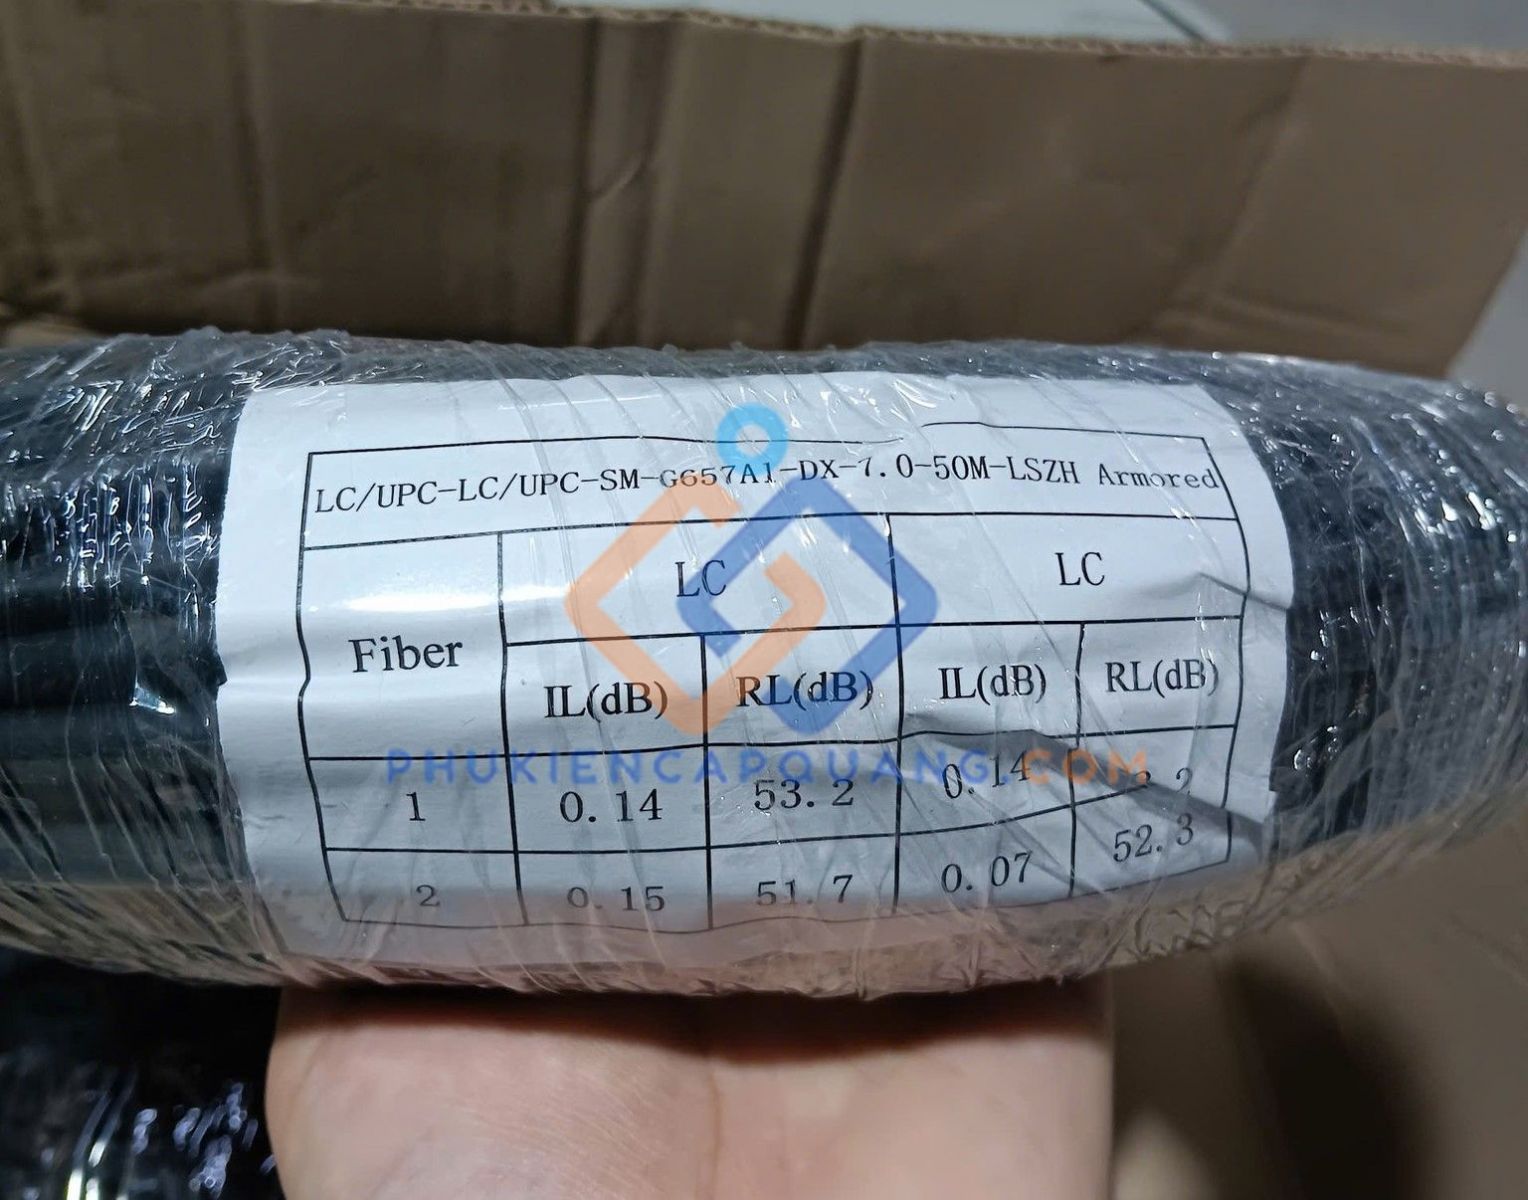 LC/UPC-LC/UPC-SM-G657A1-DX-7.0-50M-LSZH Armored
Fiber LC LC
IL(dB) RL(dB) IL(dB) RL(dB)
1 0.14 53.2 0.14
2 0.15 51.7 0.07 52.3
PHUKIENCAPQUANG.COM